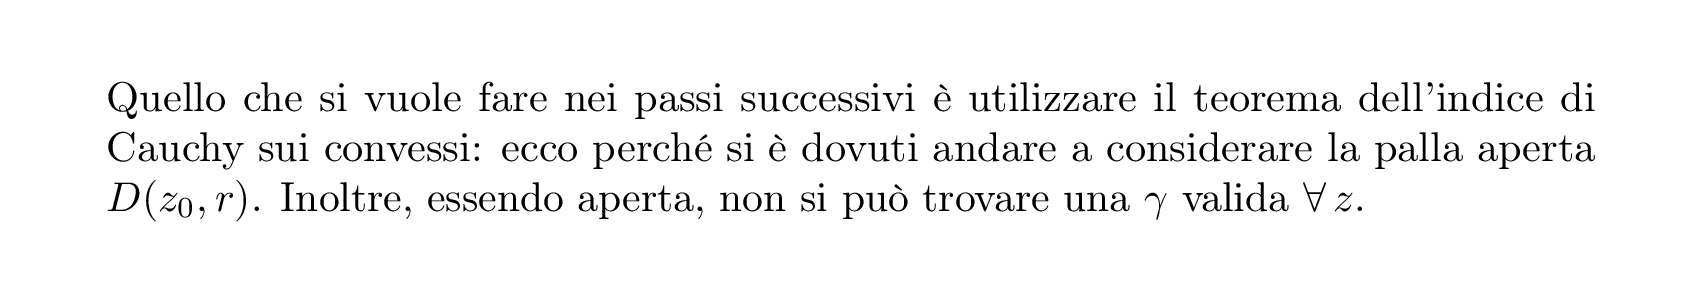 Quello che si vuole fare nei passi successivi è utilizzare il teorema dell'indice di
Cauchy sui convessi: ecco perché si è dovuti andare a considerare la palla aperta
D(z₀, r). Inoltre, essendo aperta, non si può trovare una γ valida ∀ z.